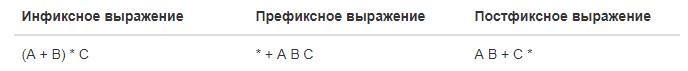 Инфиксное выражение Префиксное выражение Постфиксное выражение
(A + B) * C * + A B C A B + C *